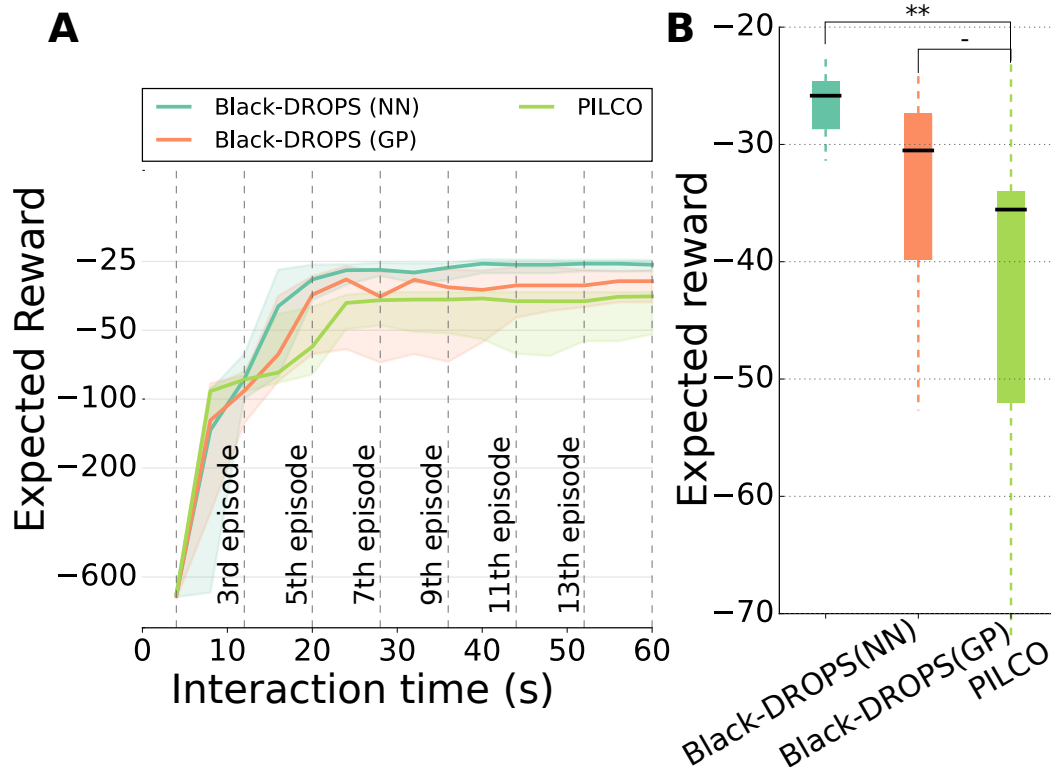 A
Black-DROPS (NN)
PILCO
Black-DROPS (GP)
Expected Reward
−25
−50
−100
−200
−600
3rd episode
5th episode
7th episode
9th episode
11th episode
13th episode
0
10
20
30
40
50
60
Interaction time (s)
B
**
-
Expected reward
−20
−30
−40
−50
−60
−70
Black-DROPS(NN)
Black-DROPS(GP)
PILCO